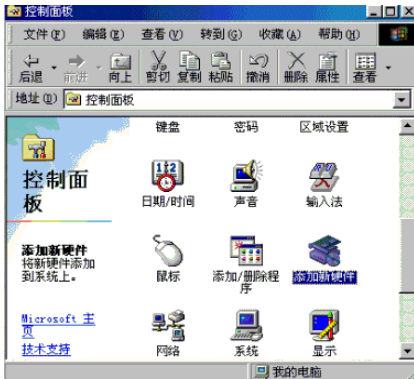 控制面板
文件(F) 编辑(E) 查看(V) 转到(G) 收藏(A) 帮助(H)
后退 前进 向上 剪切 复制 粘贴 撤消 删除 属性 查看
地址(D) 控制面板
键盘 密码 区域设置
控制面
板
日期/时间 声音 输入法
添加新硬件
将新硬件添加
到系统上。
鼠标 添加/删除程
序 添加新硬件
Microsoft 主
页
技术支持
网络 系统 显示
我的电脑